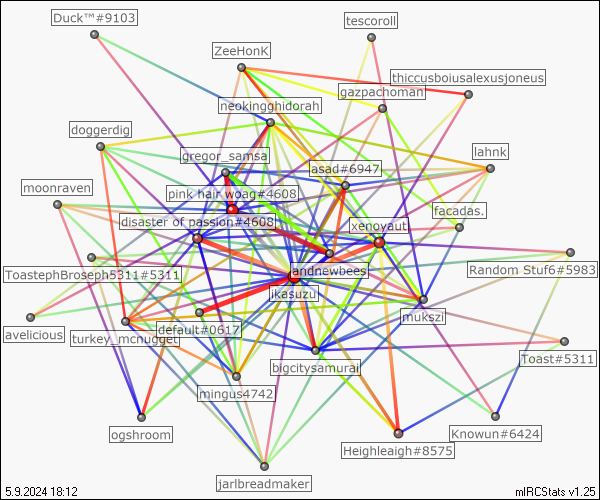 Duck™#9103
tescoroll
ZeeHonK
thiccusboiusalexusjoneus
gazpachoman
neokingghidorah
doggerdig
gregor_samsa
lahnk
asad#6947
moonraven
pink hair woag#4608
facadas.
disaster of passion#4608
xenoyaut
ToastephBroseph5311#5311
andnewbees
Random Stuf6#5983
ikasuzu
mukszi
avelicious
turkey_mcnugget
default#0617
Toast#5311
bigcitysamurai
mingus4742
ogshroom
Knowun#6424
Heighleaigh#8575
jarlbreadmaker
5.9.2024 18:12
mIRCStats v1.25